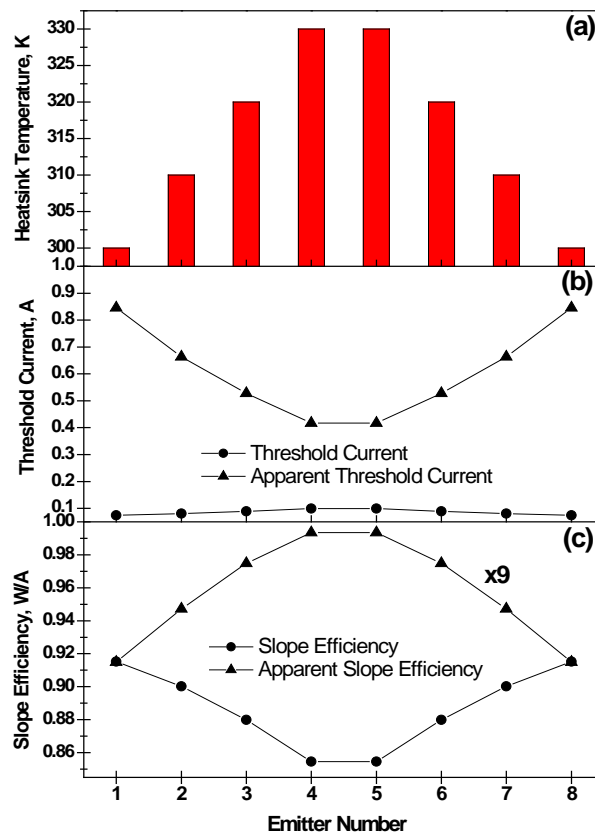 (a)
Heatsink Temperature, K
330
320
310
305
300
(b)
Threshold Current, A
1.0
0.9
0.8
0.7
0.6
0.5
0.4
0.3
0.2
0.1
Threshold Current
Apparent Threshold Current
(c)
Slope Efficiency, W/A
1.00
0.98
0.96
0.94
0.92
0.90
0.88
0.86
x9
Slope Efficiency
Apparent Slope Efficiency
1 2 3 4 5 6 7 8
Emitter Number